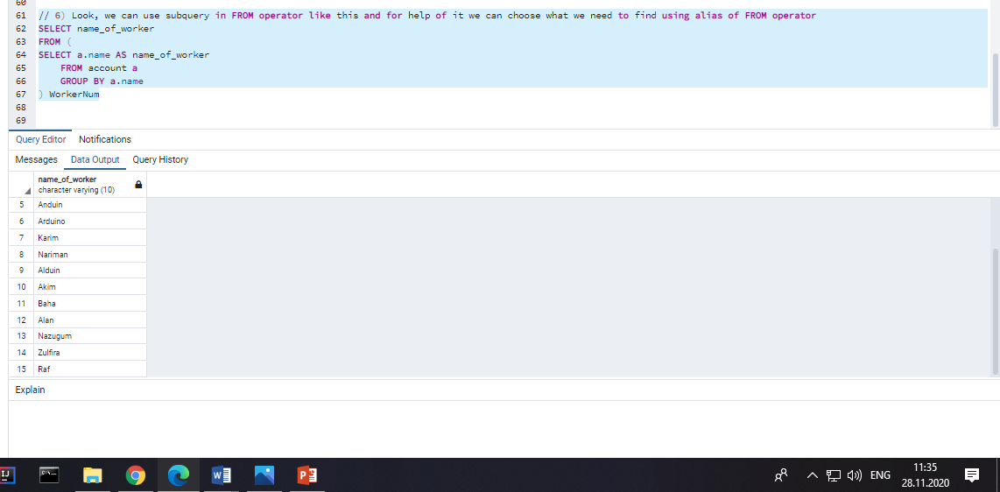 60
61 // 6) Look, we can use subquery in FROM operator like this and for help of it we can choose what we need to find using alias of FROM operator
62 SELECT name_of_worker
63 FROM (
64 SELECT a.name AS name_of_worker
65 FROM account a
66 GROUP BY a.name
67 ) WorkerNum
68
69
Query Editor Notifications
Messages Data Output Query History
name_of_worker
character varying (10)
5 Anduin
6 Arduino
7 Karim
8 Nariman
9 Alduin
10 Akim
11 Baha
12 Alan
13 Nazugum
14 Zulfira
15 Raf
Explain
11:35
ENG
28.11.2020